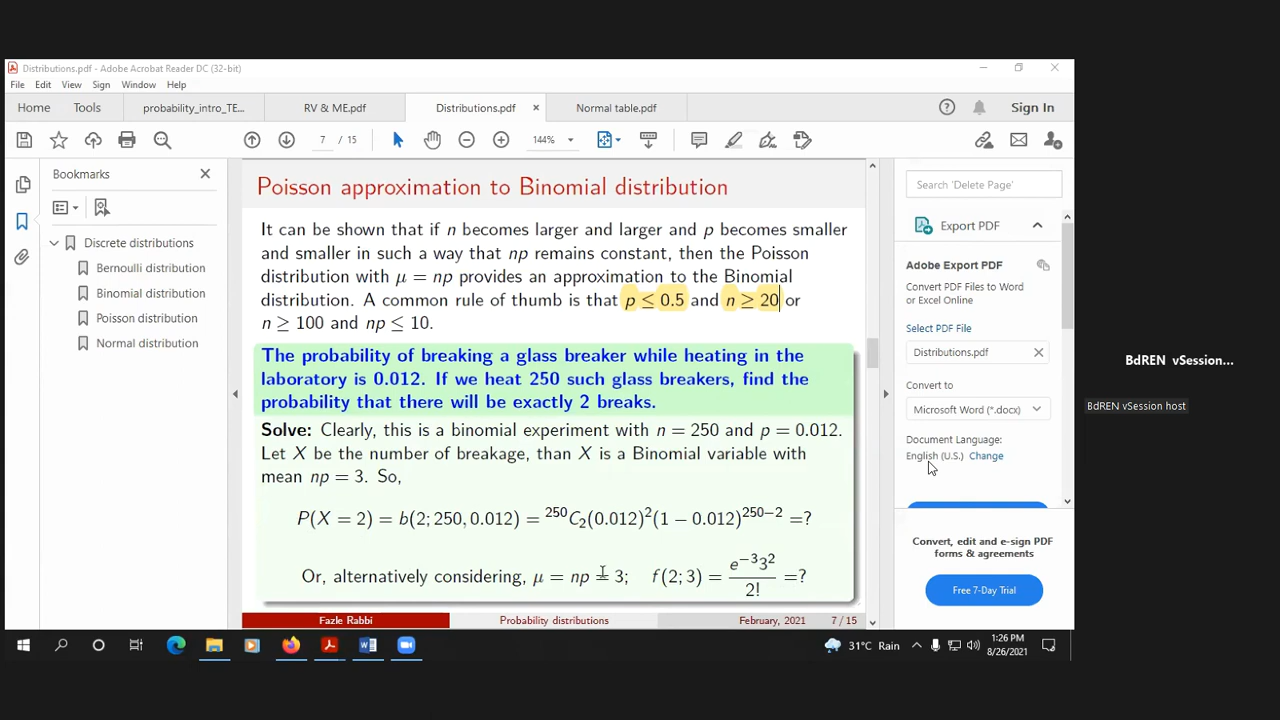 Distributions.pdf - Adobe Acrobat Reader DC (32-bit)
File Edit View Sign Window Help
Home Tools probability_intro_TE... RV & ME.pdf Distributions.pdf × Normal table.pdf Sign In
7 / 15 144%
Bookmarks
Discrete distributions
Bernoulli distribution
Binomial distribution
Poisson distribution
Normal distribution
Poisson approximation to Binomial distribution
It can be shown that if n becomes larger and larger and p becomes smaller
and smaller in such a way that np remains constant, then the Poisson
distribution with μ = np provides an approximation to the Binomial
distribution. A common rule of thumb is that p ≤ 0.5 and n ≥ 20 or
n ≥ 100 and np ≤ 10.
The probability of breaking a glass breaker while heating in the
laboratory is 0.012. If we heat 250 such glass breakers, find the
probability that there will be exactly 2 breaks.
Solve: Clearly, this is a binomial experiment with n = 250 and p = 0.012.
Let X be the number of breakage, than X is a Binomial variable with
mean np = 3. So,
P(X = 2) = b(2; 250, 0.012) = ²⁵⁰C₂(0.012)²(1 − 0.012)²⁵⁰⁻² =?
Or, alternatively considering, μ = np = 3; f(2; 3) = e⁻³3² / 2! =?
Fazle Rabbi Probability distributions February, 2021 7 / 15
Search 'Delete Page'
Export PDF
Adobe Export PDF
Convert PDF Files to Word
or Excel Online
Select PDF File
Distributions.pdf
Convert to
Microsoft Word (*.docx)
Document Language:
English (U.S.) Change
Convert, edit and e-sign PDF
forms & agreements
Free 7-Day Trial
BdREN vSession...
BdREN vSession host
31°C Rain
1:26 PM
8/26/2021